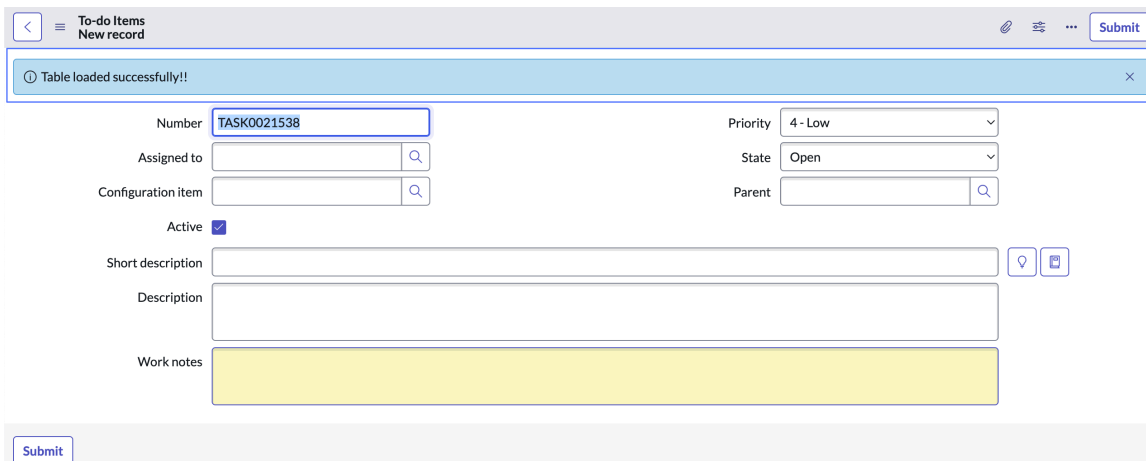 To-do Items
New record
Submit
Table loaded successfully!!
Number TASK0021538
Priority 4 - Low
Assigned to
State Open
Configuration item
Parent
Active
Short description
Description
Work notes
Submit